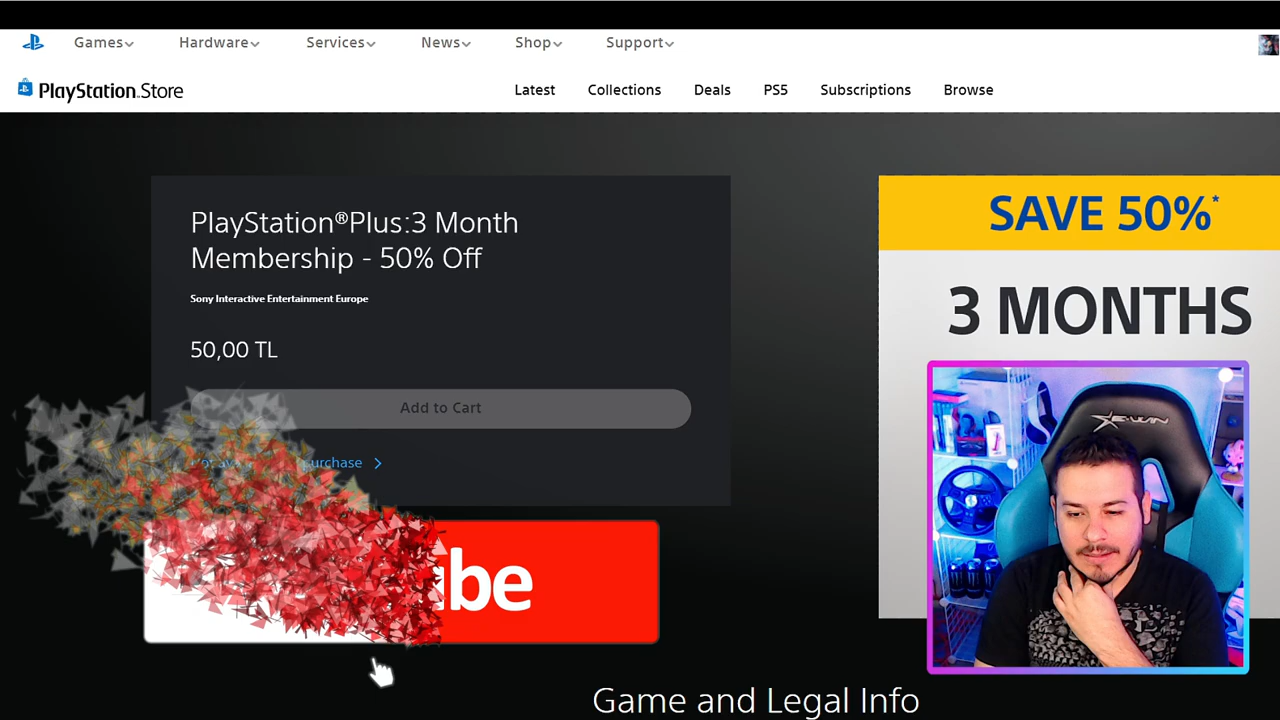 Games
Hardware
Services
News
Shop
Support
PlayStation Store
Latest
Collections
Deals
PS5
Subscriptions
Browse
PlayStation®Plus:3 Month
Membership - 50% Off
Sony Interactive Entertainment Europe
50,00 TL
Add to Cart
SAVE 50%*
3 MONTHS
E-WIN
Game and Legal Info